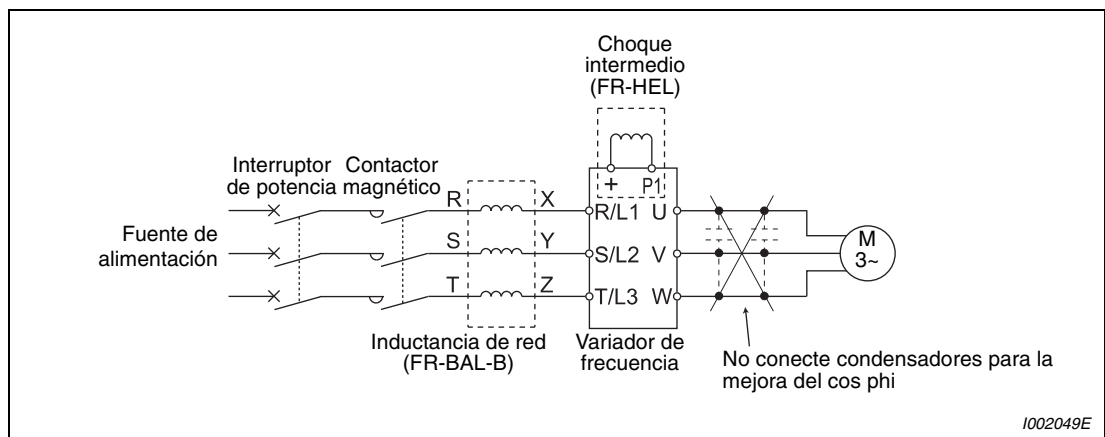 Choque
intermedio
(FR-HEL)
Interruptor
de potencia
Contactor
magnético
Fuente de
alimentación
R X
S Y
T Z
+ P1
R/L1 U
S/L2 V
T/L3 W
M
3~
Inductancia de red
(FR-BAL-B)
Variador de
frecuencia
No conecte condensadores para la
mejora del cos phi
I002049E